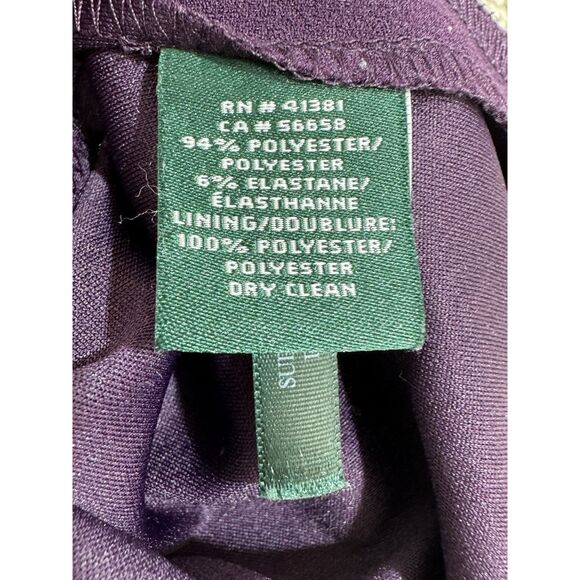 RN # 41381
CA # 56658
94% POLYESTER/
POLYESTER
6% ELASTANE/
ÉLASTHANNE
LINING/DOUBLURE:
100% POLYESTER/
POLYESTER
DRY CLEAN